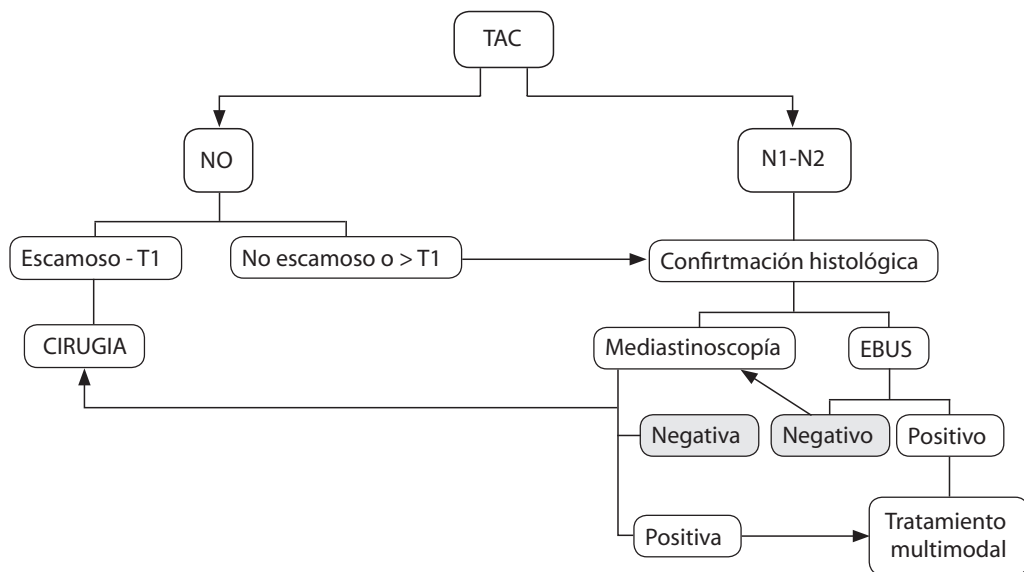 TAC
NO
N1-N2
Escamoso - T1
No escamoso o > T1
Confirtmación histológica
CIRUGIA
Mediastinoscopía
EBUS
Negativa
Negativo
Positivo
Positiva
Tratamiento
multimodal